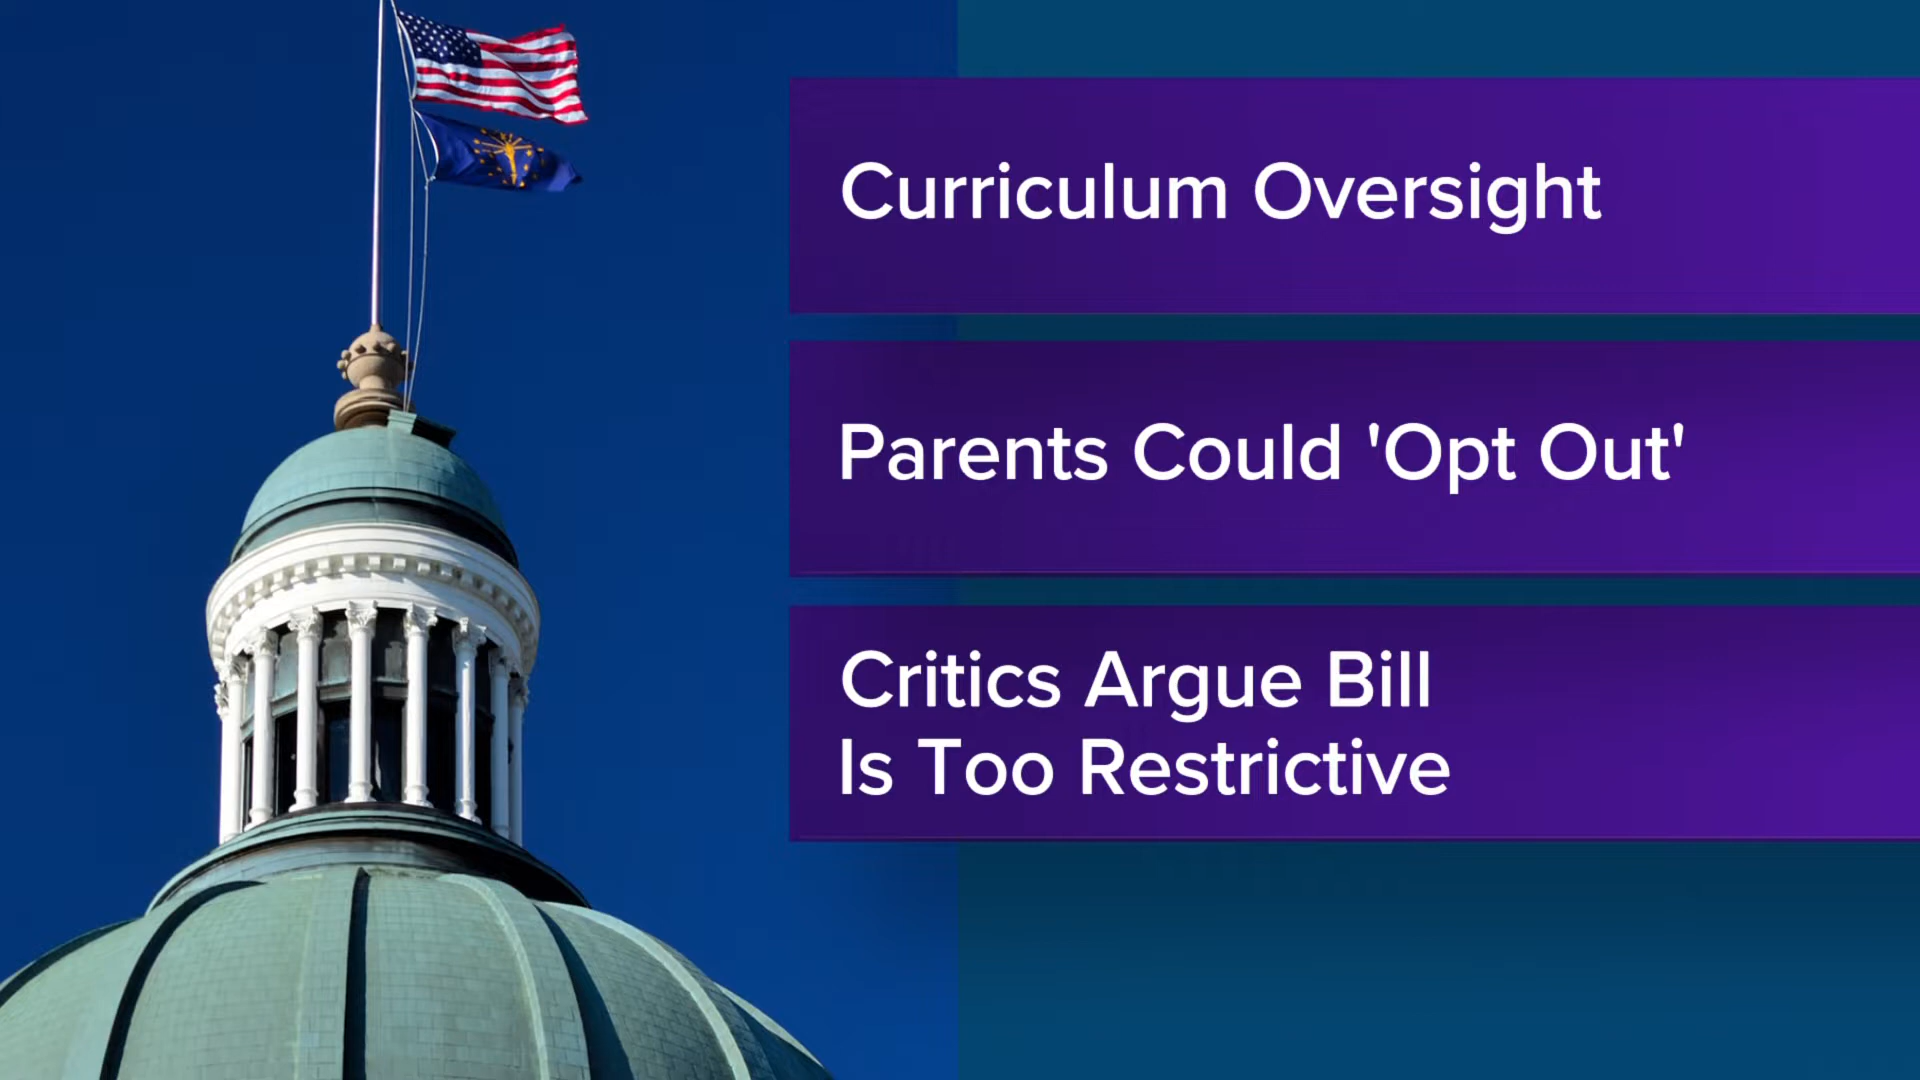 Curriculum Oversight
Parents Could 'Opt Out'
Critics Argue Bill
Is Too Restrictive